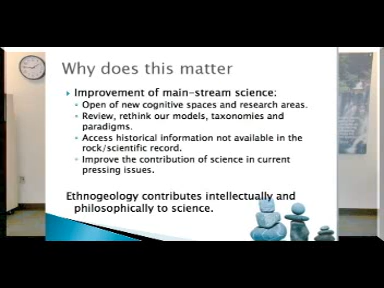 Why does this matter
Improvement of main-stream science:
Open of new cognitive spaces and research areas.
Review, rethink our models, taxonomies and
paradigms.
Access historical information not available in the
rock/scientific record.
Improve the contribution of science in current
pressing issues.
Ethnogeology contributes intellectually and
philosophically to science.